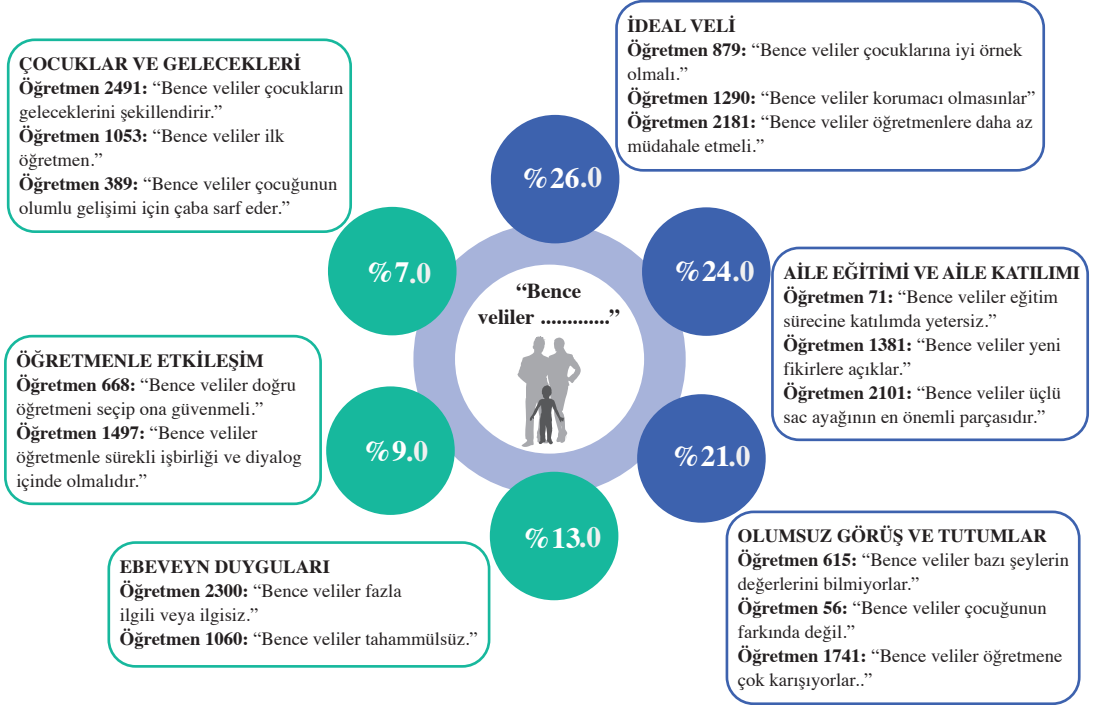 İDEAL VELİ
Öğretmen 879: “Bence veliler çocuklarına iyi örnek
olmalı.”
Öğretmen 1290: “Bence veliler korumacı olmasınlar”
Öğretmen 2181: “Bence veliler öğretmenlere daha az
müdahale etmeli.”
%26.0
ÇOCUKLAR VE GELECEKLERİ
Öğretmen 2491: “Bence veliler çocukların
geleceklerini şekillendirir.”
Öğretmen 1053: “Bence veliler ilk
öğretmen.”
Öğretmen 389: “Bence veliler çocuğunun
olumlu gelişimi için çaba sarf eder.”
%7.0
%24.0
AİLE EĞİTİMİ VE AİLE KATILIMI
Öğretmen 71: “Bence veliler eğitim
sürecine katılımda yetersiz.”
Öğretmen 1381: “Bence veliler yeni
fikirlere açıklar.”
Öğretmen 2101: “Bence veliler üçlü
sac ayağının en önemli parçasıdır.”
“Bence
veliler .............”
ÖĞRETMENLE ETKİLEŞİM
Öğretmen 668: “Bence veliler doğru
öğretmeni seçip ona güvenmeli.”
Öğretmen 1497: “Bence veliler
öğretmenle sürekli işbirliği ve diyalog
içinde olmalıdır.”
%9.0
%21.0
%13.0
OLUMSUZ GÖRÜŞ VE TUTUMLAR
Öğretmen 615: “Bence veliler bazı şeylerin
değerlerini bilmiyorlar.”
Öğretmen 56: “Bence veliler çocuğunun
farkında değil.”
Öğretmen 1741: “Bence veliler öğretmene
çok karışıyorlar..”
EBEVEYN DUYGULARI
Öğretmen 2300: “Bence veliler fazla
ilgili veya ilgisiz.”
Öğretmen 1060: “Bence veliler tahammülsüz.”